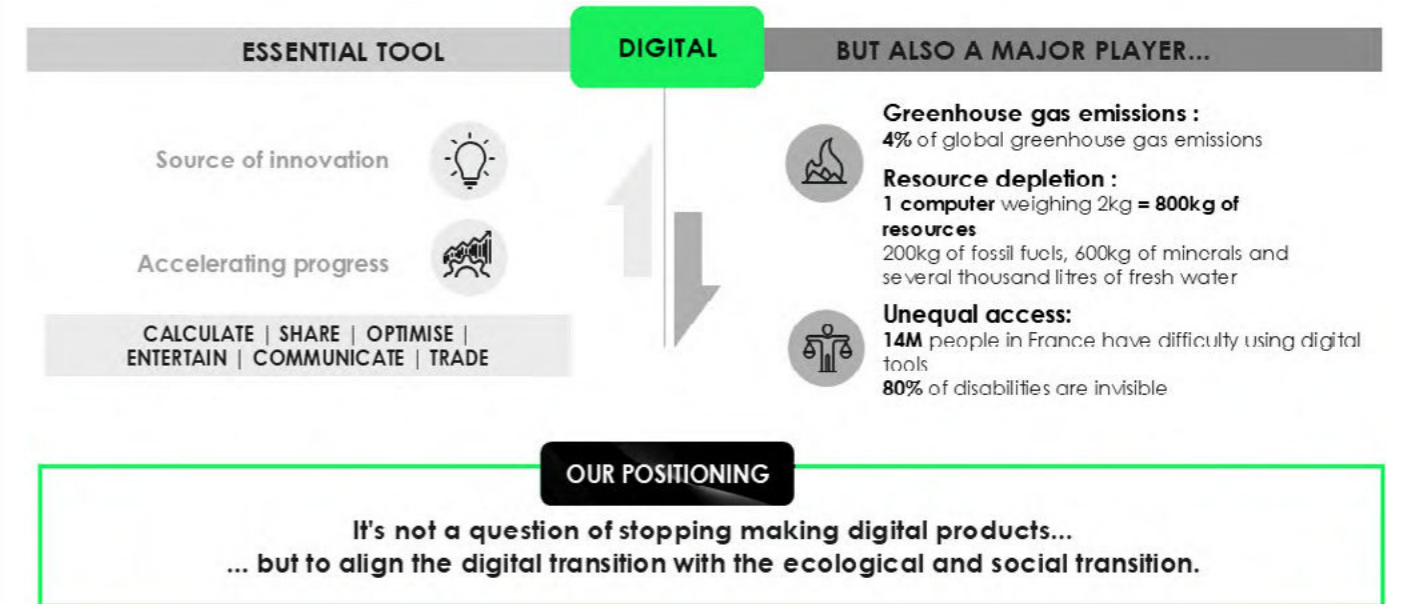 ESSENTIAL TOOL
DIGITAL
BUT ALSO A MAJOR PLAYER...
Source of innovation
Accelerating progress
CALCULATE | SHARE | OPTIMISE |
ENTERTAIN | COMMUNICATE | TRADE
Greenhouse gas emissions :
4% of global greenhouse gas emissions
Resource depletion :
1 computer weighing 2kg = 800kg of
resources
200kg of fossil fuels, 600kg of minerals and
several thousand litres of fresh water
Unequal access:
14M people in France have difficulty using digital
tools
80% of disabilities are invisible
OUR POSITIONING
It's not a question of stopping making digital products...
... but to align the digital transition with the ecological and social transition.